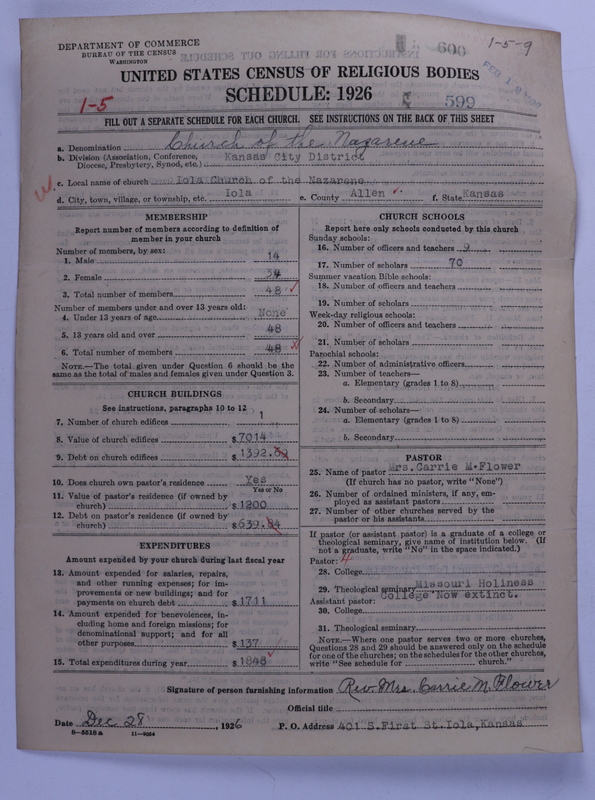 DEPARTMENT OF COMMERCE
BUREAU OF THE CENSUS
WASHINGTON
600
1-5-9
UNITED STATES CENSUS OF RELIGIOUS BODIES
SCHEDULE: 1926
1-5
599
FILL OUT A SEPARATE SCHEDULE FOR EACH CHURCH. SEE INSTRUCTIONS ON THE BACK OF THIS SHEET
a. Denomination Church of the Nazarene
b. Division (Association, Conference, Diocese, Presbytery, Synod, etc.) Kansas City District
c. Local name of church Iola Church of the Nazarene
d. City, town, village, or township, etc. Iola e. County Allen f. State Kansas
MEMBERSHIP
Report number of members according to definition of
member in your church
Number of members, by sex:
1. Male 14
2. Female 34
3. Total number of members 48
Number of members under and over 13 years old:
4. Under 13 years of age None
5. 13 years old and over 48
6. Total number of members 48
NOTE.—The total given under Question 6 should be the
same as the total of males and females given under Question 3.
CHURCH BUILDINGS
See instructions, paragraphs 10 to 12
7. Number of church edifices 1
8. Value of church edifices $ 7014
9. Debt on church edifices $ 1392.69
10. Does church own pastor's residence Yes
Yes or No
11. Value of pastor's residence (if owned by
church) $ 1200
12. Debt on pastor's residence (if owned by
church) $ 639.84
EXPENDITURES
Amount expended by your church during last fiscal year
13. Amount expended for salaries, repairs,
and other running expenses; for im-
provements or new buildings; and for
payments on church debt $ 1711
14. Amount expended for benevolences, in-
cluding home and foreign missions; for
denominational support; and for all
other purposes $ 137
15. Total expenditures during year $ 1848
CHURCH SCHOOLS
Report here only schools conducted by this church
Sunday schools:
16. Number of officers and teachers 9
17. Number of scholars 70
Summer vacation Bible schools:
18. Number of officers and teachers
19. Number of scholars
Week-day religious schools:
20. Number of officers and teachers
21. Number of scholars
Parochial schools:
22. Number of administrative officers
23. Number of teachers—
a. Elementary (grades 1 to 8)
b. Secondary
24. Number of scholars—
a. Elementary (grades 1 to 8)
b. Secondary
PASTOR
25. Name of pastor Mrs. Carrie M. Flower
(If church has no pastor, write "None")
26. Number of ordained ministers, if any, em-
ployed as assistant pastors
27. Number of other churches served by the
pastor or his assistants
If pastor (or assistant pastor) is a graduate of a college or
theological seminary, give name of institution below. (If
not a graduate, write "No" in the space indicated.)
Pastor: 4
28. College
29. Theological seminary Missouri Holiness
Assistant pastor: College Now extinct.
30. College
31. Theological seminary
NOTE.—Where one pastor serves two or more churches,
Questions 28 and 29 should be answered only on the schedule
for one of the churches; on the schedules for the other churches,
write "See schedule for church."
Signature of person furnishing information Rev. Mrs. Carrie M. Flower
Official title
Date Dec 28, 1926 P. O. Address 401 S. First St. Iola, Kansas
8-5518 a 11-9054